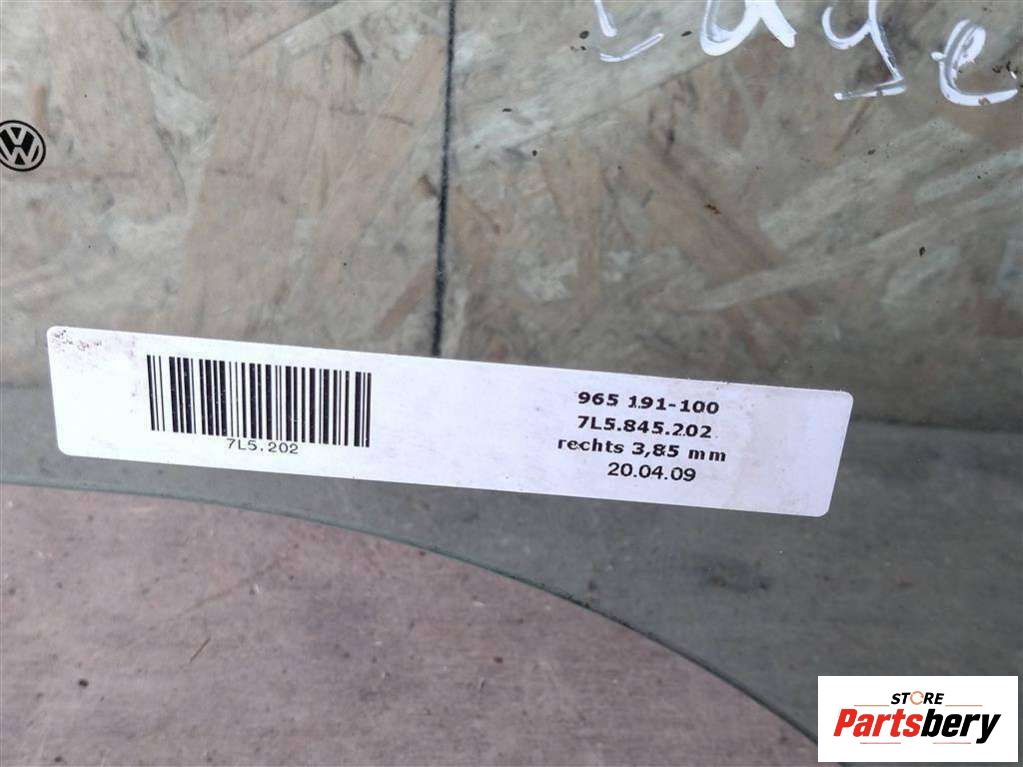 965 191-100
7L5.845.202
rechts 3,85 mm
20.04.09
7L5.202
STORE
Partsbery